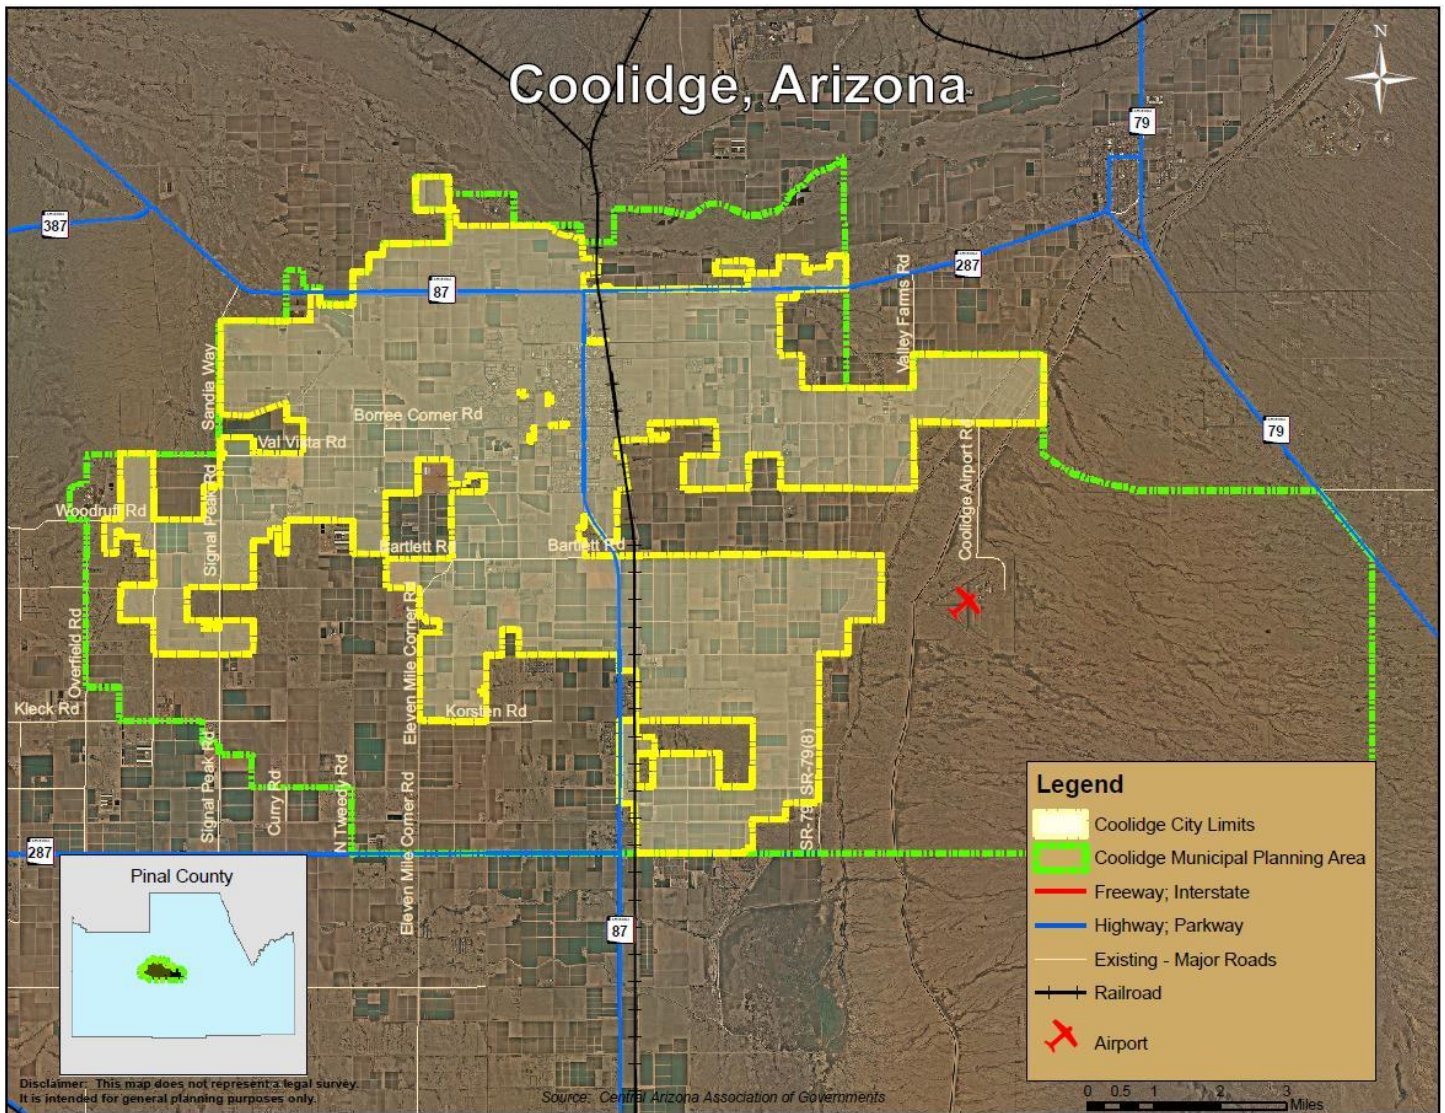 N
Coolidge, Arizona
79
387
287
87
Valley Farms Rd
Sandia Way
Borree Corner Rd
79
Val Vista Rd
Coolidge Airport Rd
Woodruff Rd
Signal Peak Rd
Bartlett Rd
Bartlett Rd
Overfield Rd
Eleven Mile Corner Rd
Kleck Rd
Korsten Rd
Signal Peak Rd
Curry Rd
N Tweedy Rd
Eleven Mile Corner Rd
SR-79; SR-79(8)
287
87
Legend
Coolidge City Limits
Coolidge Municipal Planning Area
Freeway; Interstate
Highway; Parkway
Existing - Major Roads
Railroad
Airport
Pinal County
Disclaimer: This map does not represent a legal survey.
It is intended for general planning purposes only.
Source: Central Arizona Association of Governments
0 0.5 1 2 3
Miles